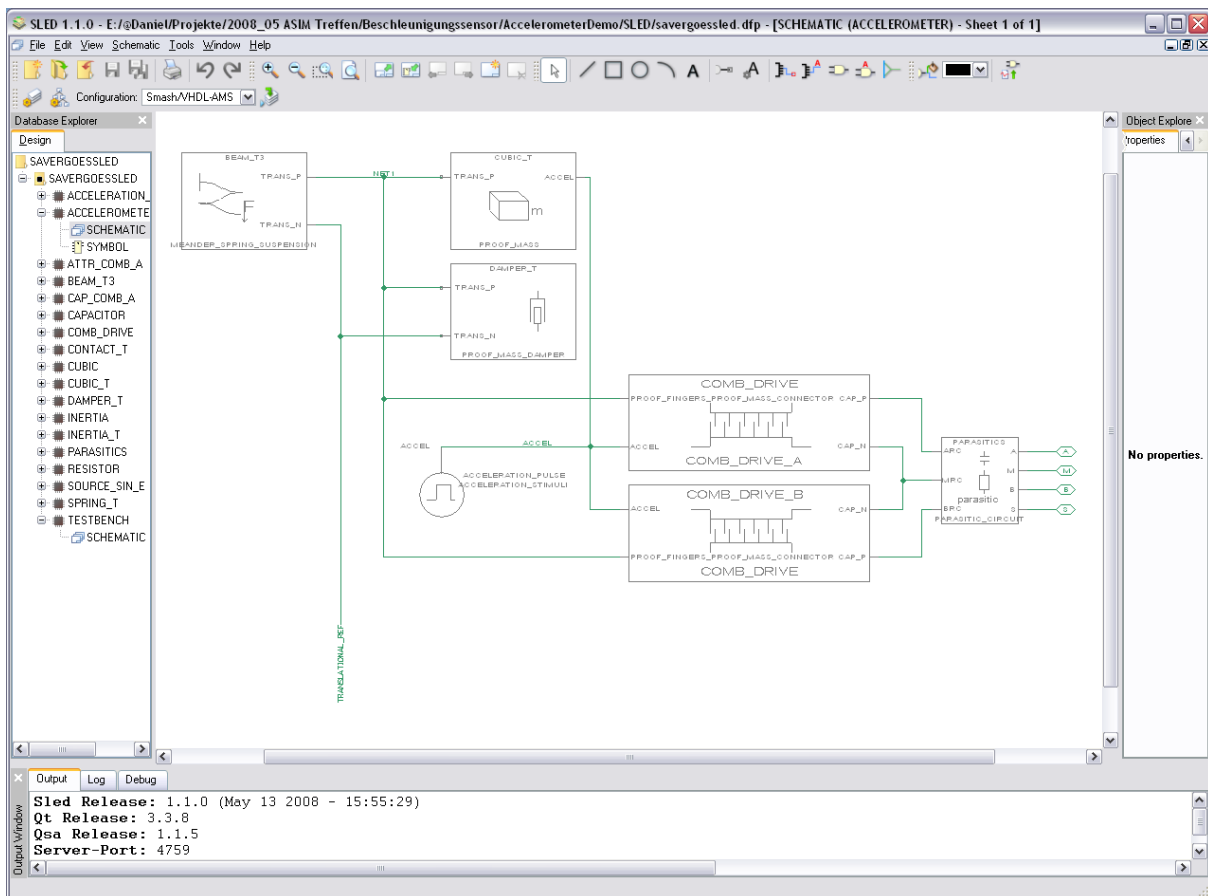 SLED 1.1.0 - E:/@Daniel/Projekte/2008_05 ASIM Treffen/Beschleunigungssensor/AccelerometerDemo/SLED/savergoessled.dfp - [SCHEMATIC (ACCELEROMETER) - Sheet 1 of 1]
File Edit View Schematic Tools Window Help
Configuration: Smash/VHDL-AMS
Database Explorer
Design
SAVERGOESSLED
SAVERGOESSLED
ACCELERATION_
ACCELEROMETE
SCHEMATIC
SYMBOL
ATTR_COMB_A
BEAM_T3
CAP_COMB_A
CAPACITOR
COMB_DRIVE
CONTACT_T
CUBIC
CUBIC_T
DAMPER_T
INERTIA
INERTIA_T
PARASITICS
RESISTOR
SOURCE_SIN_E
SPRING_T
TESTBENCH
SCHEMATIC
BEAM_T3
TRANS_P
F
TRANS_N
MEANDER_SPRING_SUSPENSION
NET1
CUBIC_T
TRANS_P ACCEL
m
PROOF_MASS
DAMPER_T
TRANS_P
TRANS_N
PROOF_MASS_DAMPER
COMB_DRIVE
PROOF_FINGERS_PROOF_MASS_CONNECTOR CAP_P
ACCEL CAP_N
COMB_DRIVE_A
ACCEL ACCEL
ACCELERATION_PULSE
ACCELERATION_STIMULI
COMB_DRIVE_B
ACCEL CAP_N
PROOF_FINGERS_PROOF_MASS_CONNECTOR CAP_P
COMB_DRIVE
PARASITICS
ARC A A
MRC M M
B B
parasitic
BRC S S
PARASITIC_CIRCUIT
TRANSLATIONAL_REF
Object Explore
roperties
No properties.
Output Log Debug
Output Window
Sled Release: 1.1.0 (May 13 2008 - 15:55:29)
Qt Release: 3.3.8
Qsa Release: 1.1.5
Server-Port: 4759